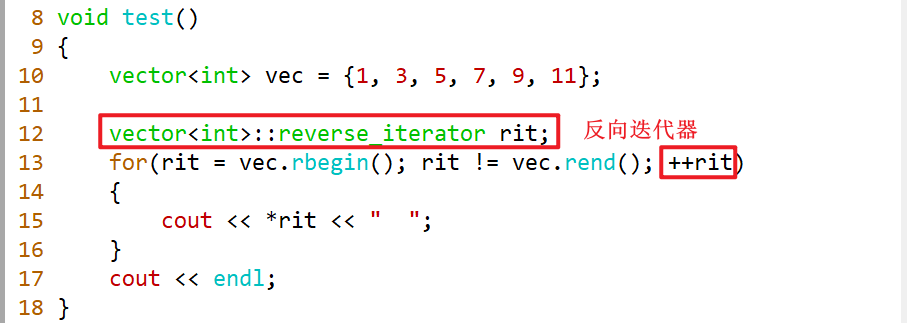 8 void test()
9 {
10     vector<int> vec = {1, 3, 5, 7, 9, 11};
11
12     vector<int>::reverse_iterator rit; 反向迭代器
13     for(rit = vec.rbegin(); rit != vec.rend(); ++rit)
14     {
15         cout << *rit << "  ";
16     }
17     cout << endl;
18 }